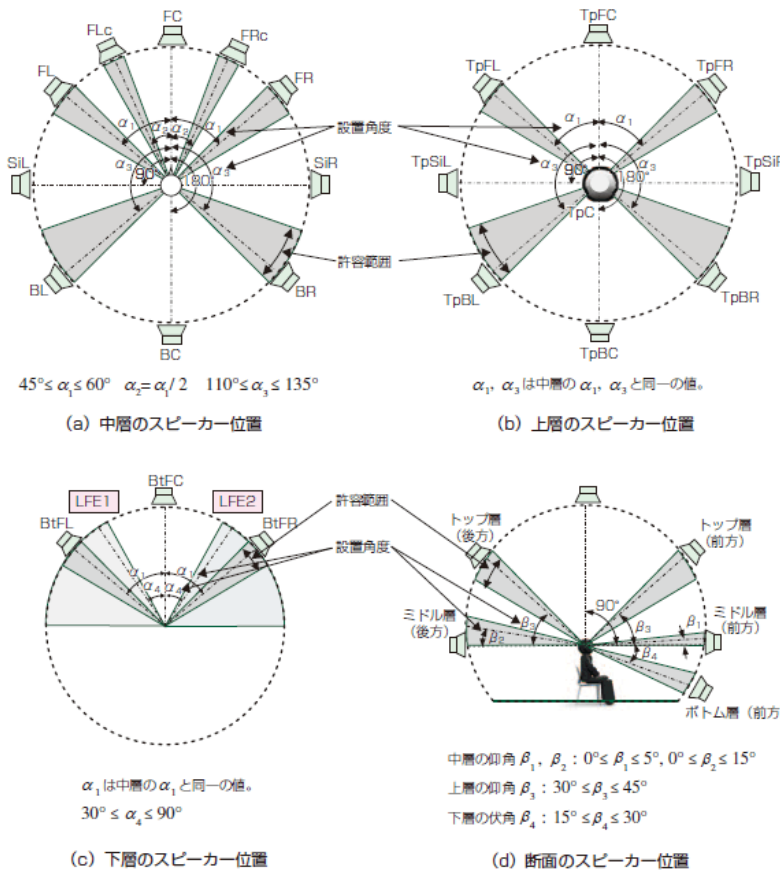 FC
FLc
FRc
FL
FR
α₁
α₂
α₂
α₁
α₃
α₃
90°
180°
SiL
SiR
BL
BR
BC
設置角度
許容範囲
45°≤ α₁≤ 60° α₂= α₁/ 2 110°≤ α₃ ≤ 135°
(a) 中層のスピーカー位置
TpFC
TpFL
TpFR
α₁
α₁
α₃
α₃
90°
180°
TpSiL
TpSiR
TpC
TpBL
TpBR
TpBC
α₁, α₃は中層の α₁, α₃ と同一の値。
(b) 上層のスピーカー位置
BtFC
LFE1
LFE2
BtFL
BtFR
α₁
α₁
α₄
α₄
許容範囲
設置角度
α₁は中層のα₁と同一の値。
30°≤ α₄≤ 90°
(c) 下層のスピーカー位置
トップ層
(後方)
トップ層
(前方)
ミドル層
(後方)
ミドル層
(前方)
90°
β₁
β₂
β₃
β₃
β₄
ボトム層(前方
中層の仰角 β₁, β₂ : 0°≤ β₁≤ 5°, 0°≤ β₂≤ 15°
上層の仰角 β₃ : 30°≤ β₃≤ 45°
下層の伏角 β₄ : 15°≤ β₄≤ 30°
(d) 断面のスピーカー位置